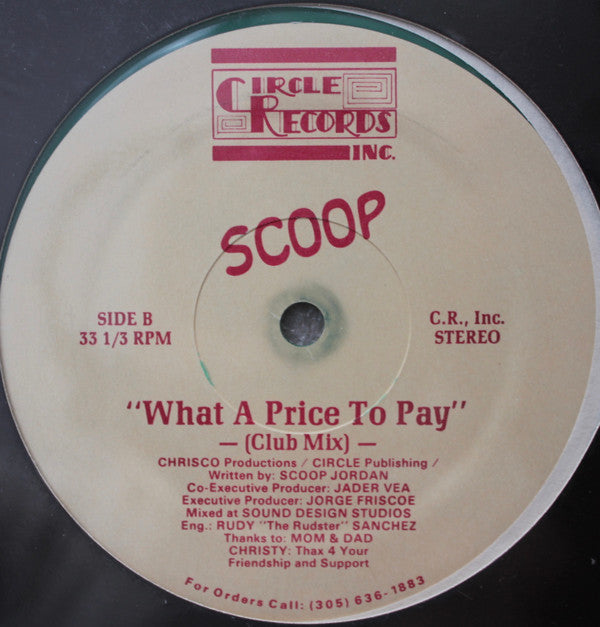 CIRCLE
RECORDS
INC.
SCOOP
SIDE B
33 1/3 RPM
C.R., Inc.
STEREO
"What A Price To Pay"
— (Club Mix) —
CHRISCO Productions / CIRCLE Publishing /
Written by: SCOOP JORDAN
Co-Executive Producer: JADER VEA
Executive Producer: JORGE FRISCOE
Mixed at SOUND DESIGN STUDIOS
Eng.: RUDY "The Rudster" SANCHEZ
Thanks to: MOM & DAD
CHRISTY: Thax 4 Your
Friendship and Support
For Orders Call: (305) 636-1883